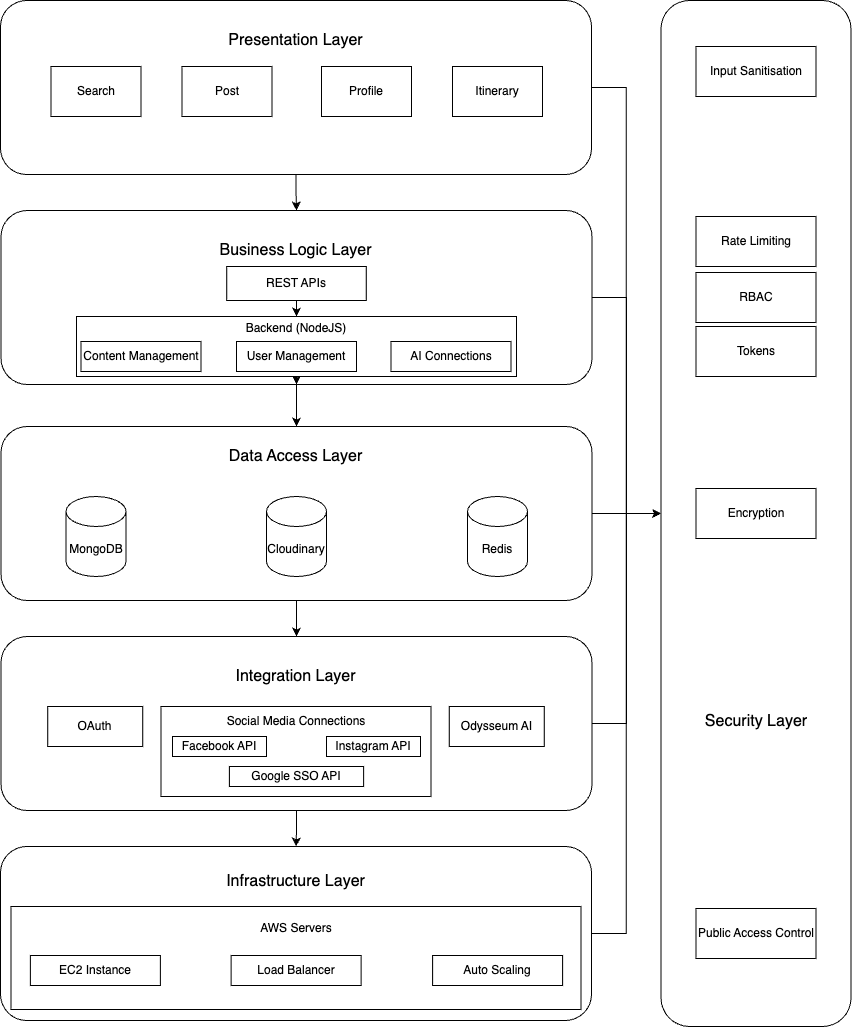 Presentation Layer
Search
Post
Profile
Itinerary
Business Logic Layer
REST APIs
Backend (NodeJS)
Content Management
User Management
AI Connections
Data Access Layer
MongoDB
Cloudinary
Redis
Integration Layer
OAuth
Social Media Connections
Facebook API
Instagram API
Google SSO API
Odysseum AI
Infrastructure Layer
AWS Servers
EC2 Instance
Load Balancer
Auto Scaling
Input Sanitisation
Rate Limiting
RBAC
Tokens
Encryption
Security Layer
Public Access Control